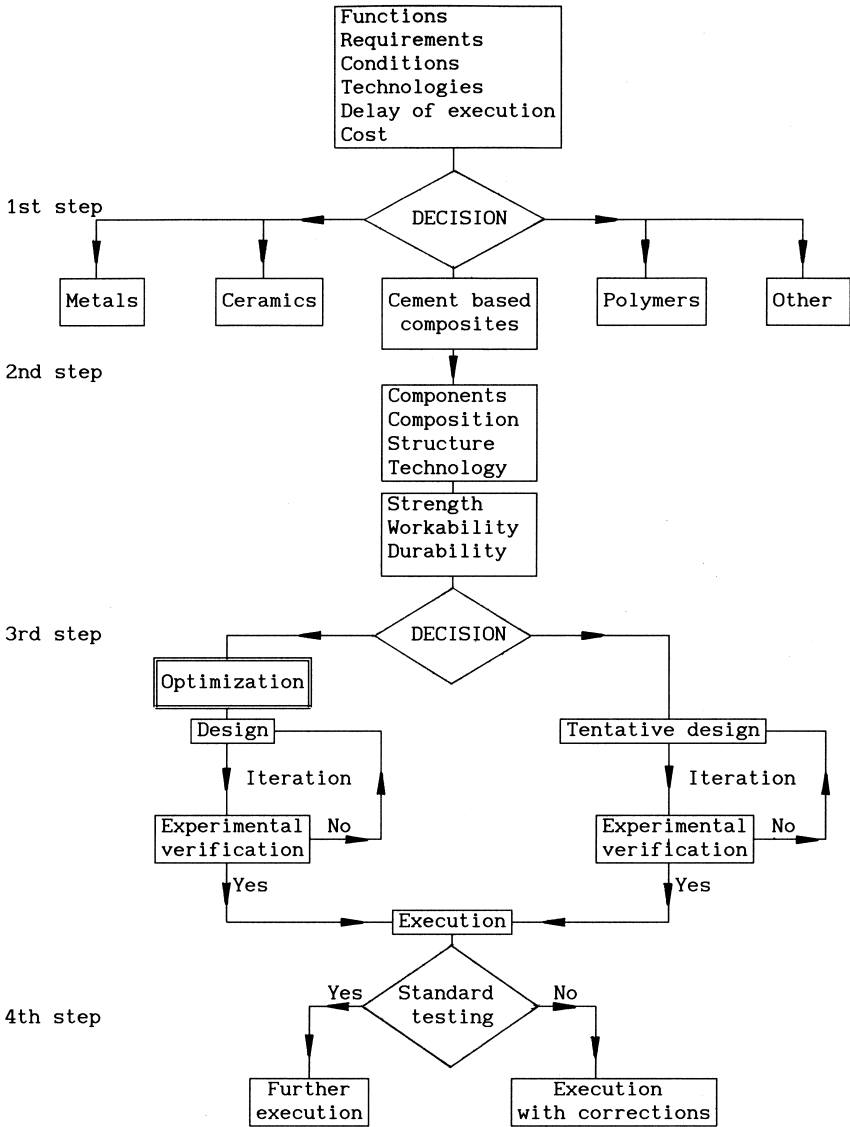 Functions
Requirements
Conditions
Technologies
Delay of execution
Cost
1st step
DECISION
Metals
Ceramics
Cement based
composites
Polymers
Other
2nd step
Components
Composition
Structure
Technology
Strength
Workability
Durability
3rd step
DECISION
Optimization
Design
Tentative design
Iteration
Iteration
Experimental
verification
No
Experimental
verification
No
Yes
Yes
Execution
Yes
Standard
testing
No
4th step
Further
execution
Execution
with corrections